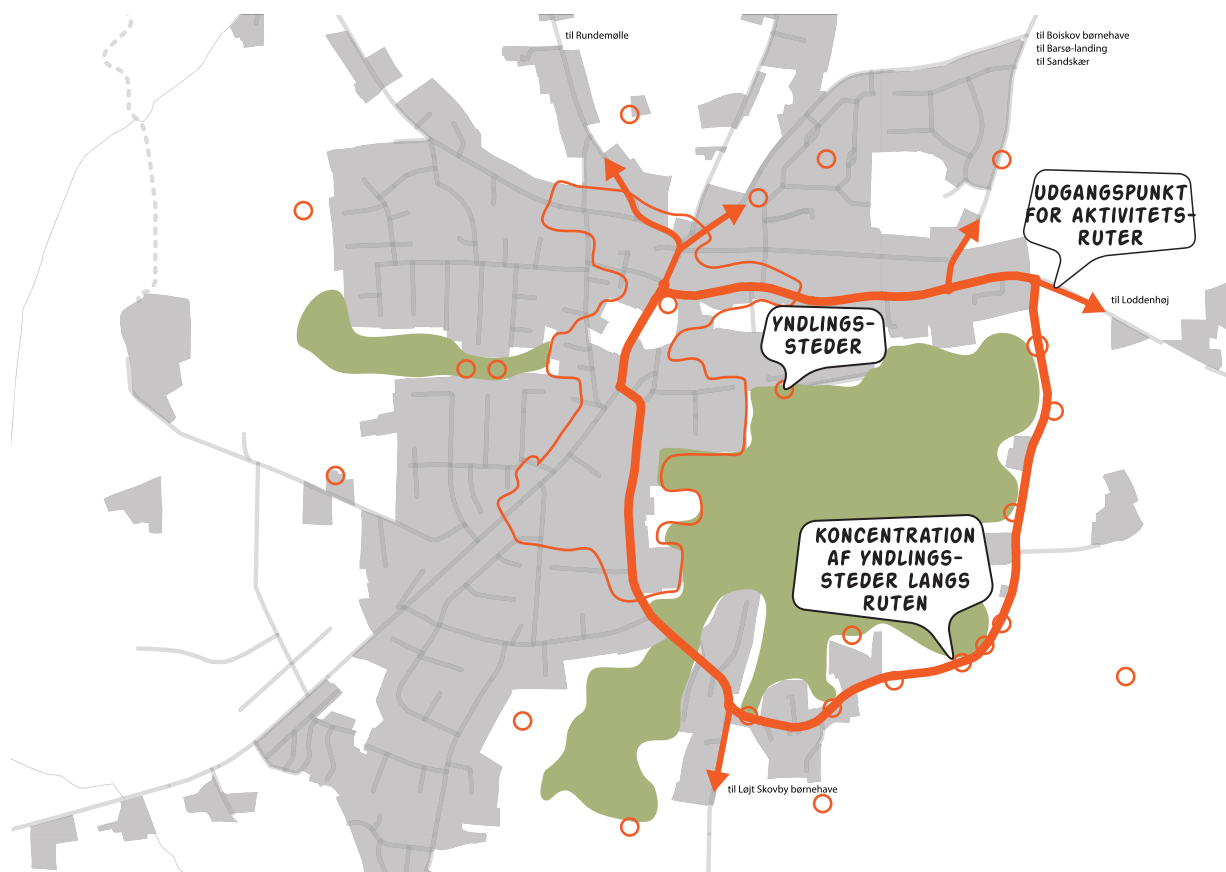 til Rundemølle
til Boiskov børnehave
til Barsø-landing
til Sandskær
UDGANGSPUNKT
FOR AKTIVITETS-
RUTER
til Loddenhøj
YNDLINGS-
STEDER
KONCENTRATION
AF YNDLINGS-
STEDER LANGS
RUTEN
til Løjt Skovby børnehave